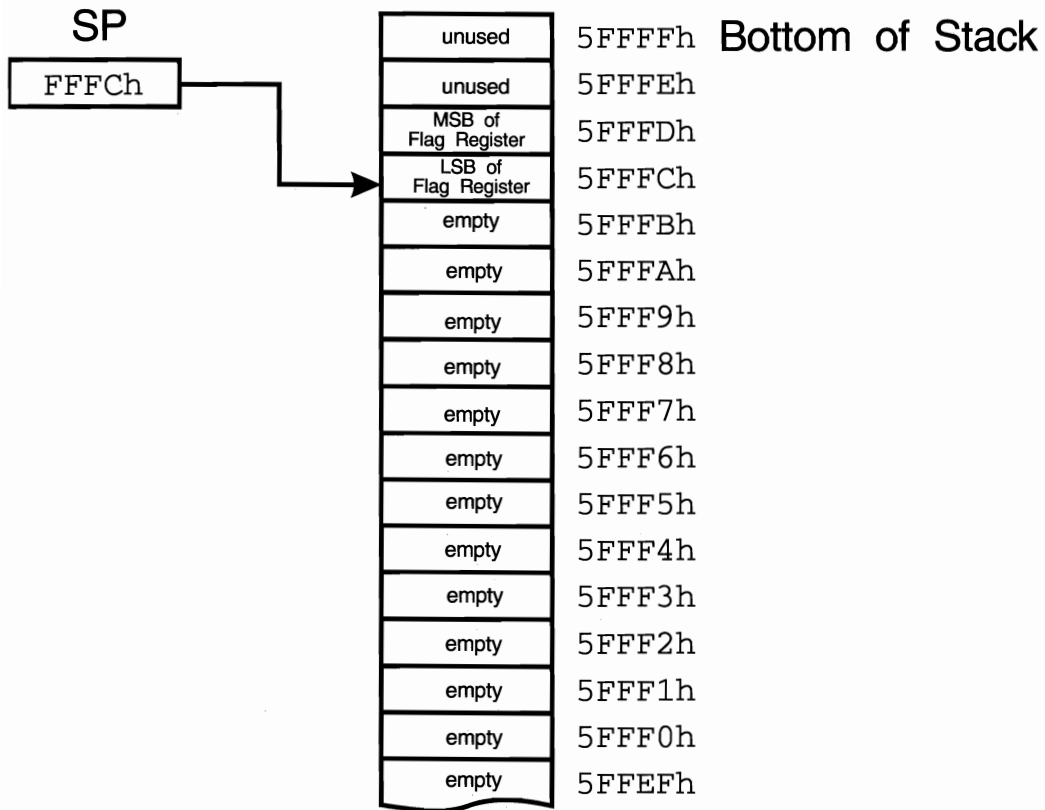 SP
FFFCh
unused 5FFFFh Bottom of Stack
unused 5FFFEh
MSB of
Flag Register 5FFFDh
LSB of
Flag Register 5FFFCh
empty 5FFFBh
empty 5FFFAh
empty 5FFF9h
empty 5FFF8h
empty 5FFF7h
empty 5FFF6h
empty 5FFF5h
empty 5FFF4h
empty 5FFF3h
empty 5FFF2h
empty 5FFF1h
empty 5FFF0h
empty 5FFEFh